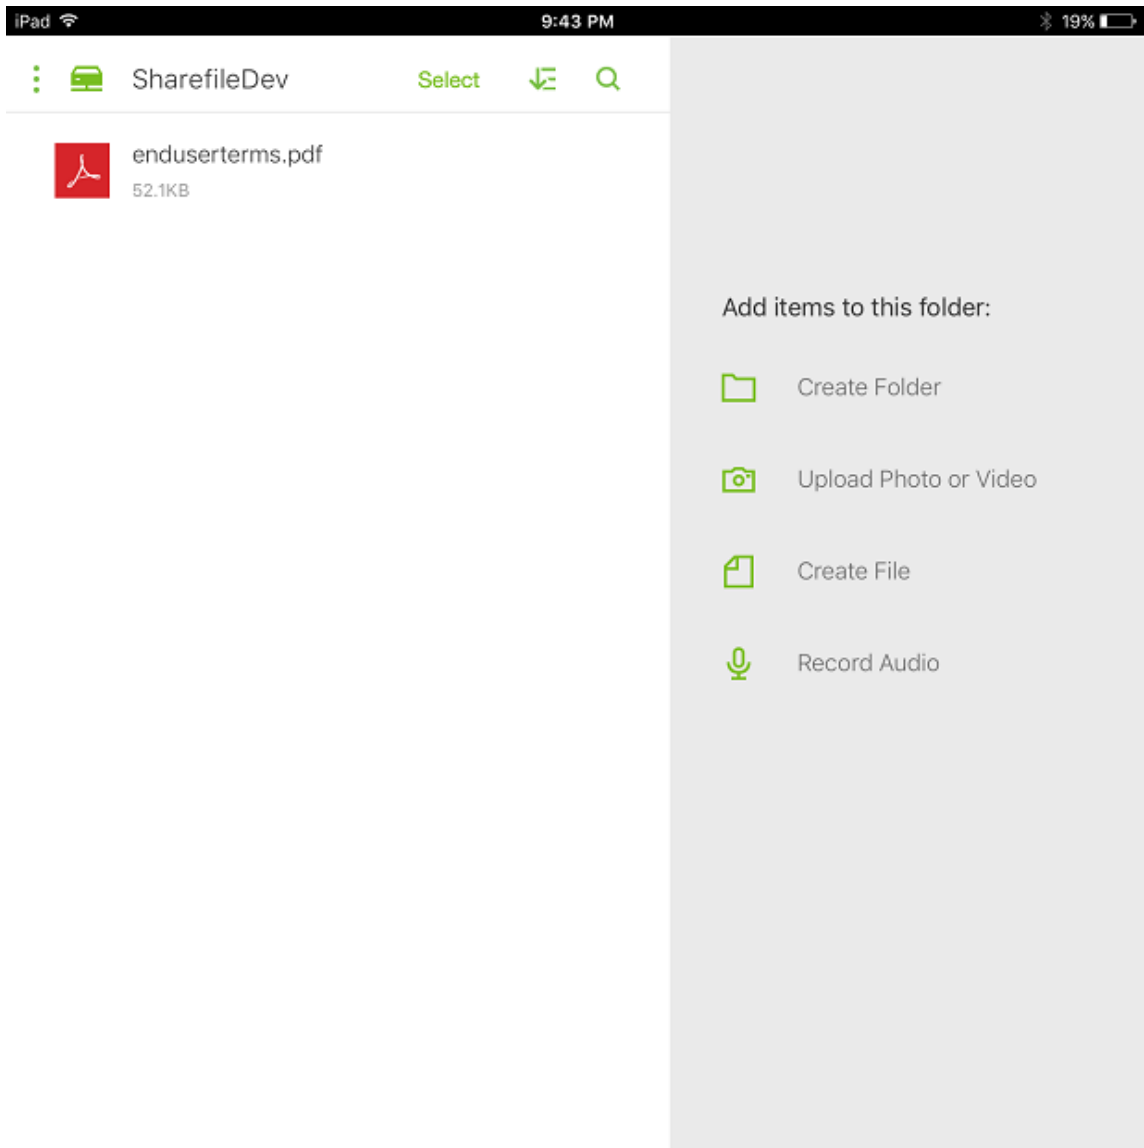 iPad 9:43 PM 19%
SharefileDev Select
enduserterms.pdf
52.1KB
Add items to this folder:
Create Folder
Upload Photo or Video
Create File
Record Audio